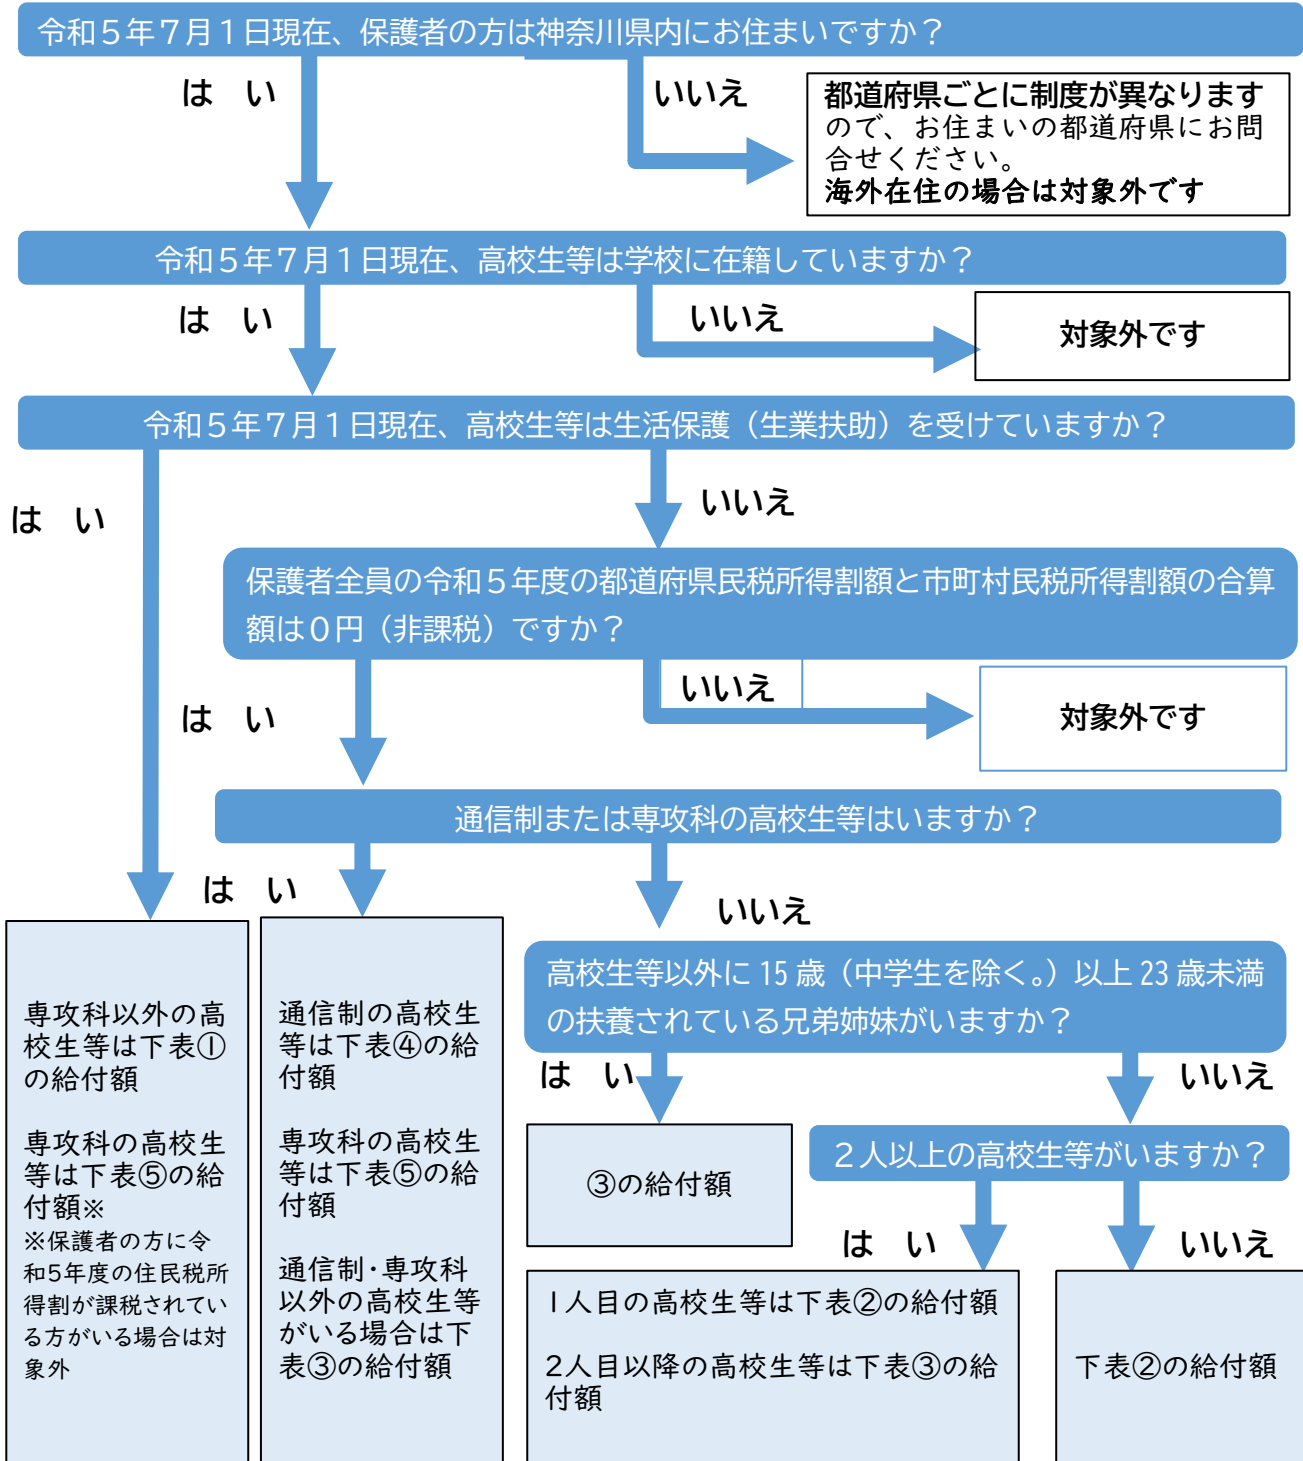 令和５年７月１日現在、保護者の方は神奈川県内にお住まいですか？
は　い
いいえ
都道府県ごとに制度が異なります
ので、お住まいの都道府県にお問
合せください。
海外在住の場合は対象外です
令和５年７月１日現在、高校生等は学校に在籍していますか？
は　い
いいえ
対象外です
令和５年７月１日現在、高校生等は生活保護（生業扶助）を受けていますか？
は　い
いいえ
保護者全員の令和５年度の都道府県民税所得割額と市町村民税所得割額の合算
額は０円（非課税）ですか？
は　い
いいえ
対象外です
通信制または専攻科の高校生等はいますか？
は　い
いいえ
専攻科以外の高
校生等は下表①
の給付額
専攻科の高校生
等は下表⑤の給
付額※
※保護者の方に令
和5年度の住民税所
得割が課税されてい
る方がいる場合は対
象外
通信制の高校生
等は下表④の給
付額
専攻科の高校生
等は下表⑤の給
付額
通信制・専攻科
以外の高校生等
がいる場合は下
表③の給付額
高校生等以外に 15 歳（中学生を除く。）以上 23 歳未満
の扶養されている兄弟姉妹がいますか？
は　い
いいえ
③の給付額
２人以上の高校生等がいますか？
は　い
いいえ
1人目の高校生等は下表②の給付額
2人目以降の高校生等は下表③の給
付額
下表②の給付額